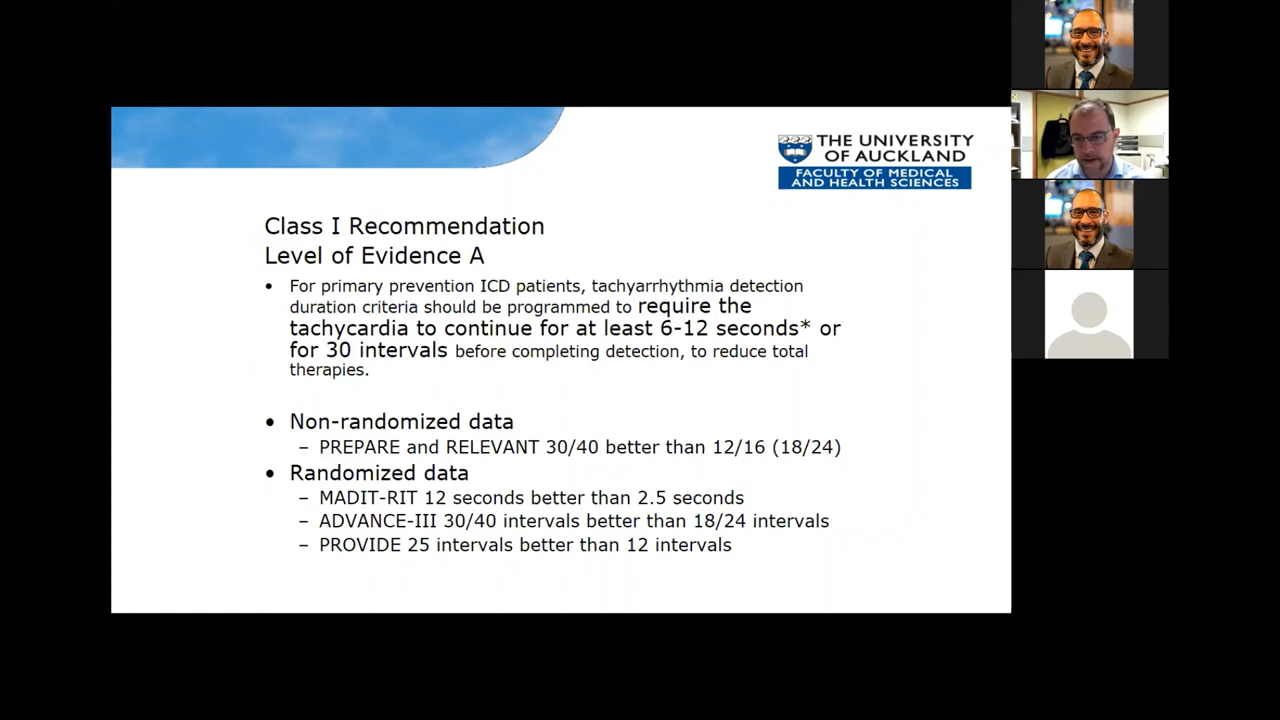 THE UNIVERSITY
OF AUCKLAND
FACULTY OF MEDICAL
AND HEALTH SCIENCES
Class I Recommendation
Level of Evidence A
• For primary prevention ICD patients, tachyarrhythmia detection
duration criteria should be programmed to require the
tachycardia to continue for at least 6-12 seconds* or
for 30 intervals before completing detection, to reduce total
therapies.
• Non-randomized data
– PREPARE and RELEVANT 30/40 better than 12/16 (18/24)
• Randomized data
– MADIT-RIT 12 seconds better than 2.5 seconds
– ADVANCE-III 30/40 intervals better than 18/24 intervals
– PROVIDE 25 intervals better than 12 intervals